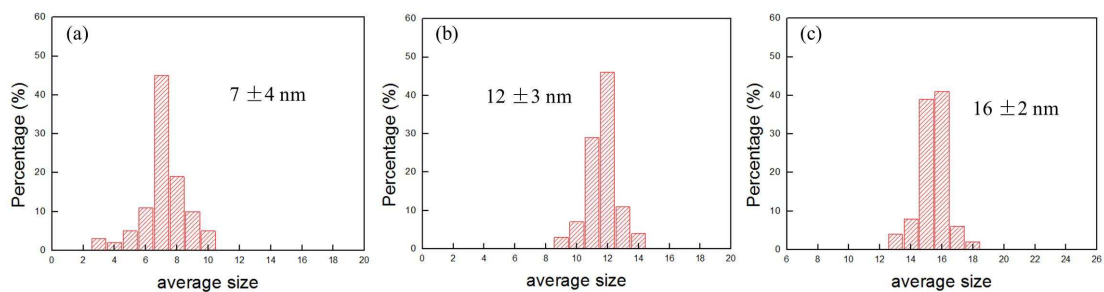 (a)
7 ±4 nm
Percentage (%)
60
50
40
30
20
10
0
0 2 4 6 8 10 12 14 16 18 20
average size
(b)
12 ±3 nm
Percentage (%)
60
50
40
30
20
10
0
0 2 4 6 8 10 12 14 16 18 20
average size
(c)
16 ±2 nm
Percentage (%)
60
50
40
30
20
10
0
6 8 10 12 14 16 18 20 22 24 26
average size